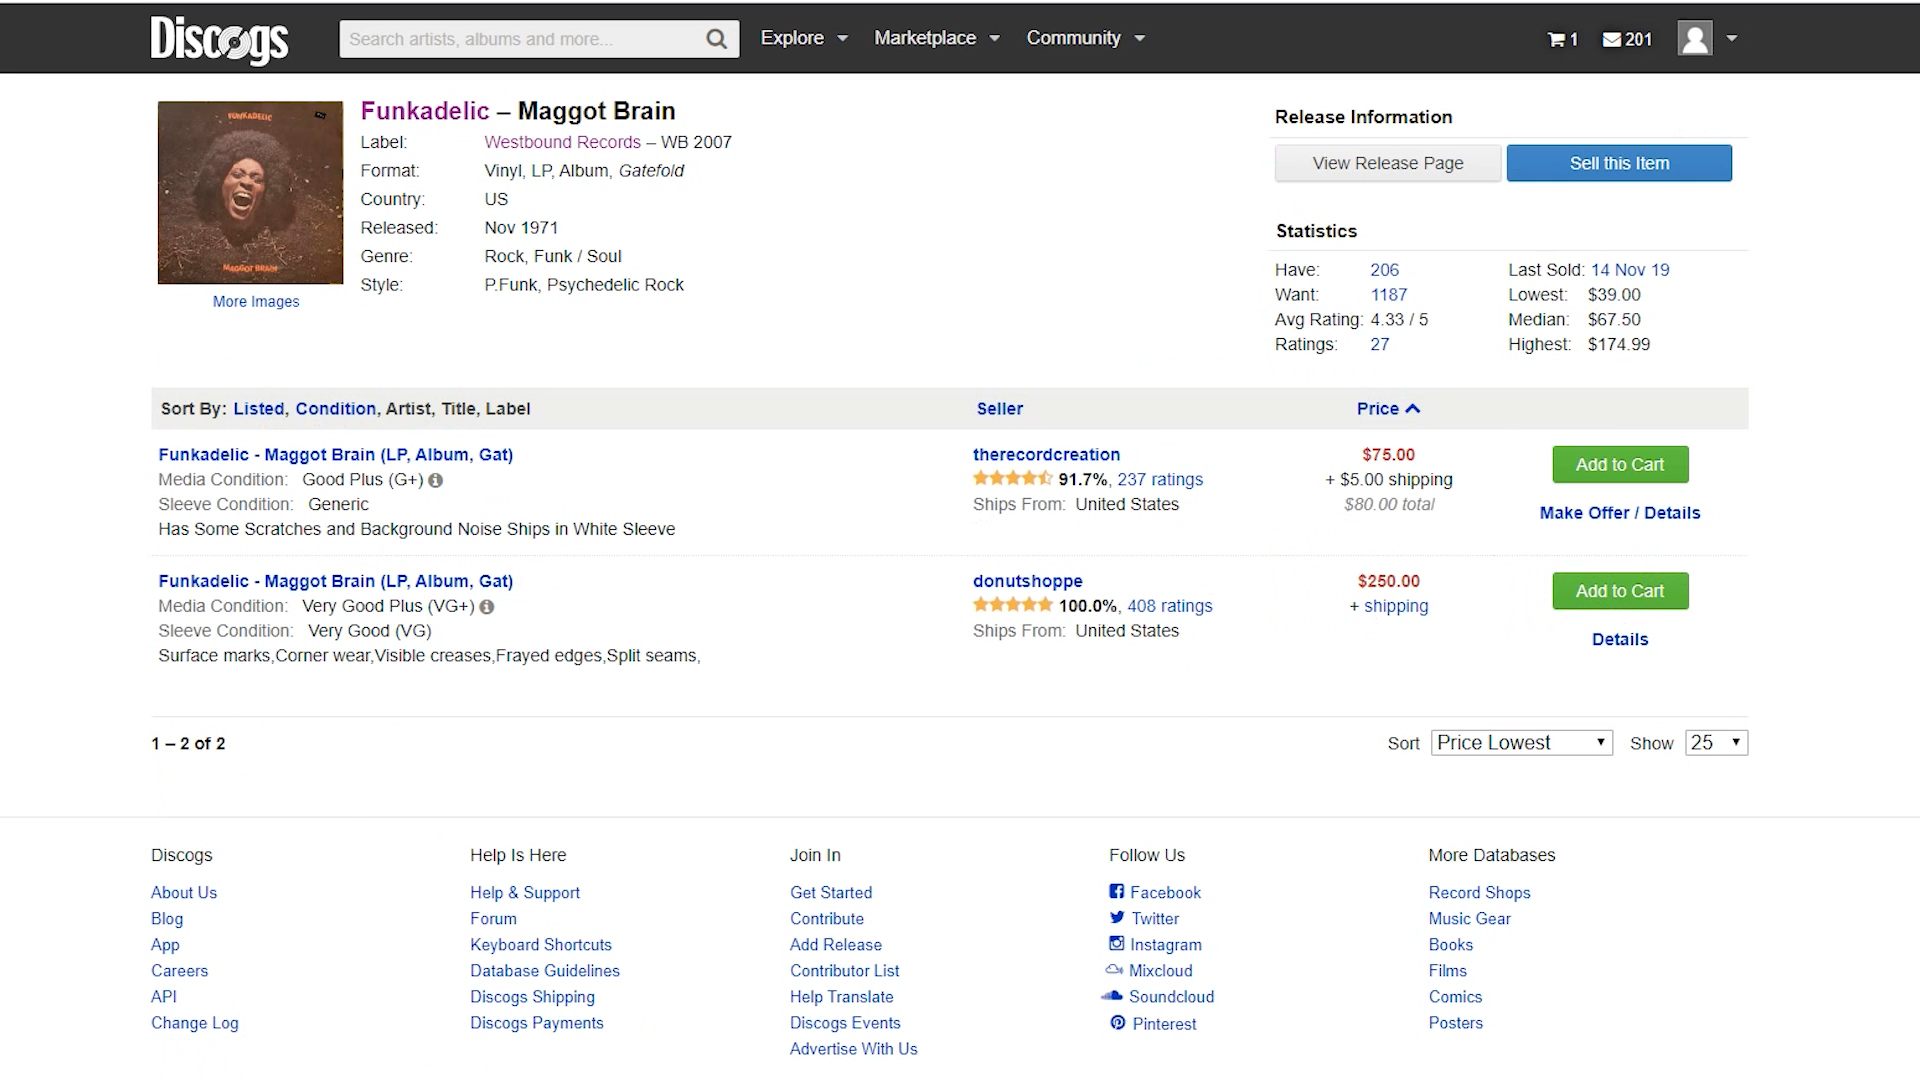 Discogs
Search artists, albums and more...
Explore
Marketplace
Community
1
201
FUNKADELIC
MAGGOT BRAIN
More Images
Funkadelic – Maggot Brain
Label: Westbound Records – WB 2007
Format: Vinyl, LP, Album, Gatefold
Country: US
Released: Nov 1971
Genre: Rock, Funk / Soul
Style: P.Funk, Psychedelic Rock
Release Information
View Release Page
Sell this Item
Statistics
Have: 206
Want: 1187
Avg Rating: 4.33 / 5
Ratings: 27
Last Sold: 14 Nov 19
Lowest: $39.00
Median: $67.50
Highest: $174.99
Sort By: Listed, Condition, Artist, Title, Label
Seller
Price
Funkadelic - Maggot Brain (LP, Album, Gat)
Media Condition: Good Plus (G+)
Sleeve Condition: Generic
Has Some Scratches and Background Noise Ships in White Sleeve
therecordcreation
91.7%, 237 ratings
Ships From: United States
$75.00
+ $5.00 shipping
$80.00 total
Add to Cart
Make Offer / Details
Funkadelic - Maggot Brain (LP, Album, Gat)
Media Condition: Very Good Plus (VG+)
Sleeve Condition: Very Good (VG)
Surface marks,Corner wear,Visible creases,Frayed edges,Split seams,
donutshoppe
100.0%, 408 ratings
Ships From: United States
$250.00
+ shipping
Add to Cart
Details
1 – 2 of 2
Sort Price Lowest
Show 25
Discogs
About Us
Blog
App
Careers
API
Change Log
Help Is Here
Help & Support
Forum
Keyboard Shortcuts
Database Guidelines
Discogs Shipping
Discogs Payments
Join In
Get Started
Contribute
Add Release
Contributor List
Help Translate
Discogs Events
Advertise With Us
Follow Us
Facebook
Twitter
Instagram
Mixcloud
Soundcloud
Pinterest
More Databases
Record Shops
Music Gear
Books
Films
Comics
Posters